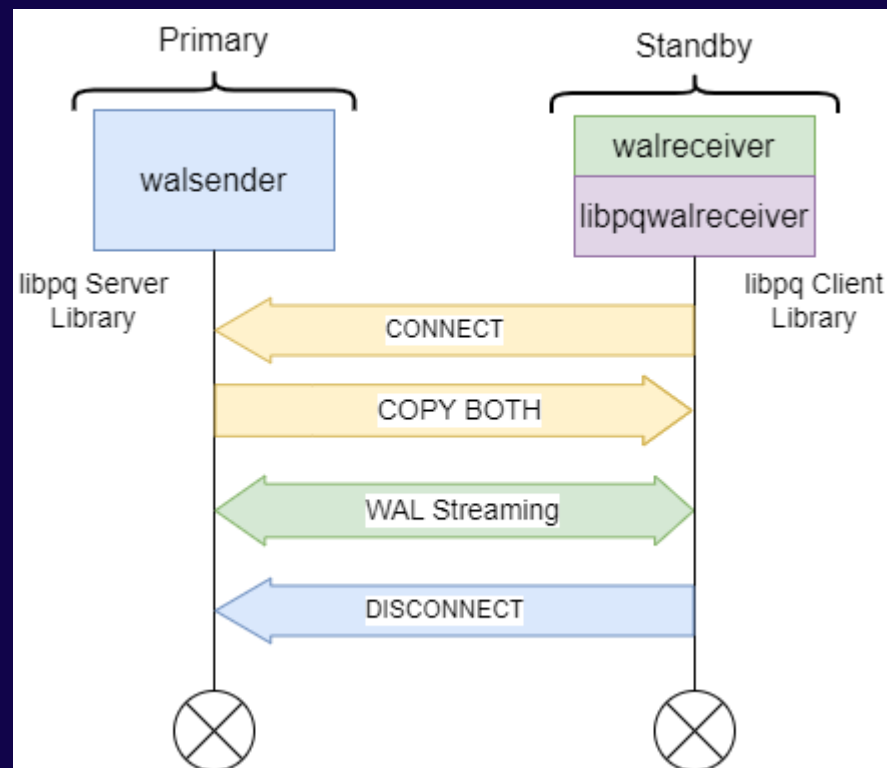 Primary
Standby
walsender
walreceiver
libpqwalreceiver
libpq Server
Library
libpq Client
Library
CONNECT
COPY BOTH
WAL Streaming
DISCONNECT